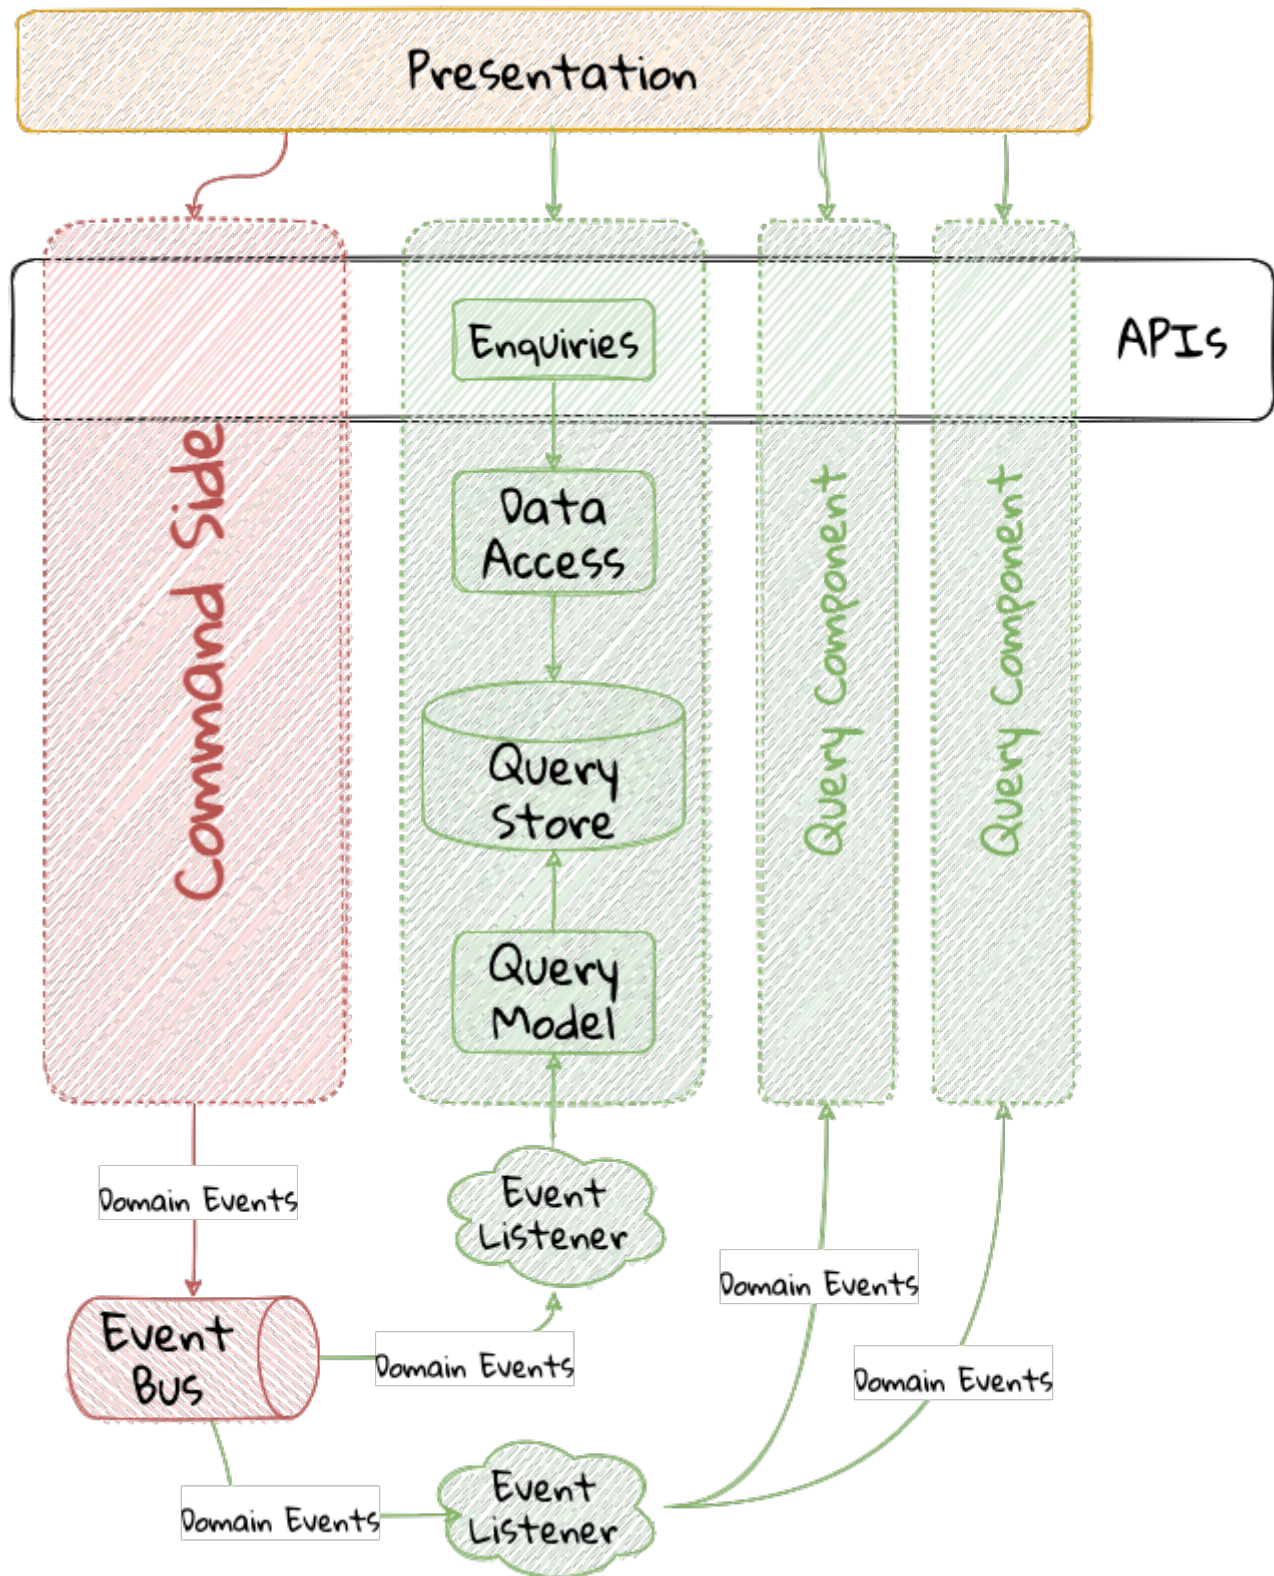 Presentation
APIs
Enquiries
Data
Access
Query
Store
Query
Model
Command Side
Query Component
Query Component
Domain Events
Event
Listener
Domain Events
Event
Bus
Domain Events
Domain Events
Domain Events
Event
Listener